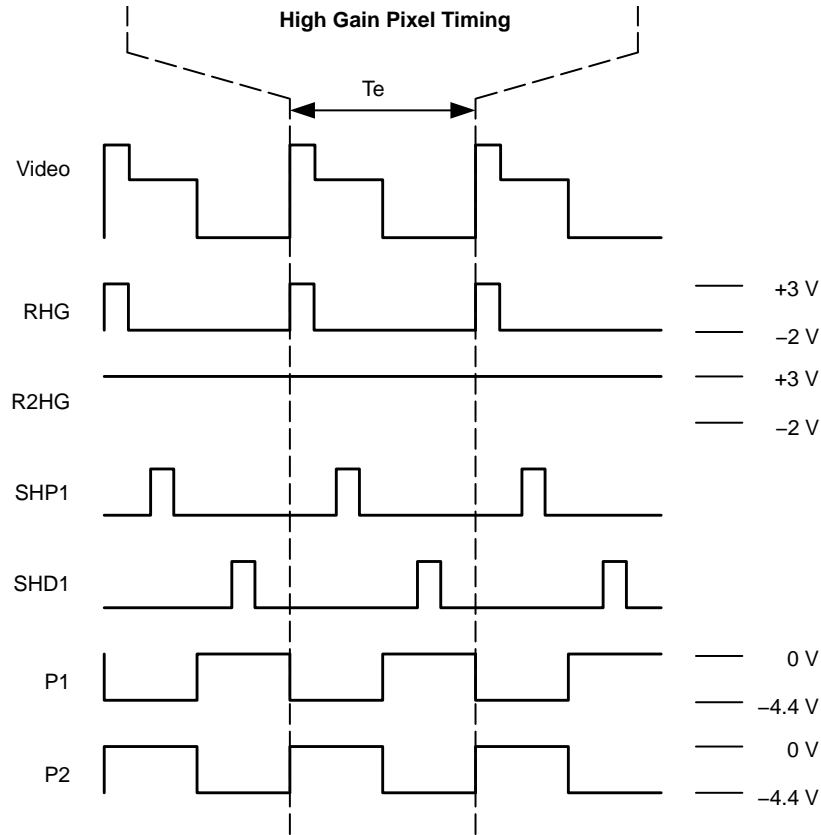 High Gain Pixel Timing
Te
Video
RHG
+3 V
−2 V
R2HG
+3 V
−2 V
SHP1
SHD1
P1
0 V
−4.4 V
P2
0 V
−4.4 V